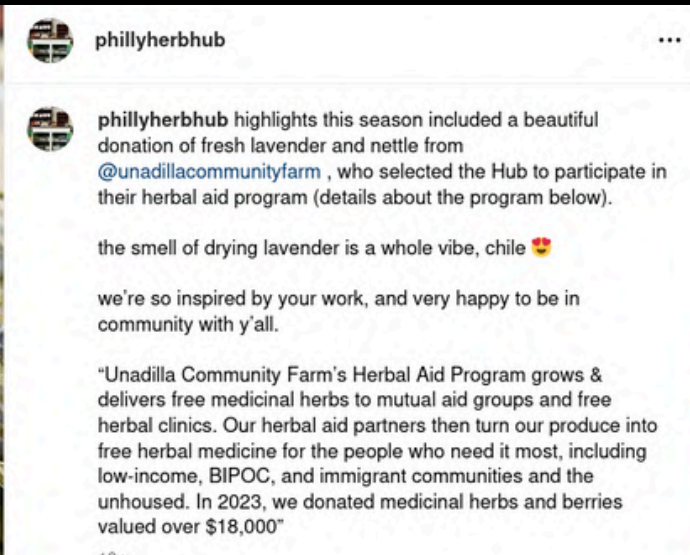 phillyherbhub
phillyherbhub highlights this season included a beautiful
donation of fresh lavender and nettle from
@unadillacommunityfarm , who selected the Hub to participate in
their herbal aid program (details about the program below).
the smell of drying lavender is a whole vibe, chile 😍
we're so inspired by your work, and very happy to be in
community with y'all.
“Unadilla Community Farm's Herbal Aid Program grows &
delivers free medicinal herbs to mutual aid groups and free
herbal clinics. Our herbal aid partners then turn our produce into
free herbal medicine for the people who need it most, including
low-income, BIPOC, and immigrant communities and the
unhoused. In 2023, we donated medicinal herbs and berries
valued over $18,000”